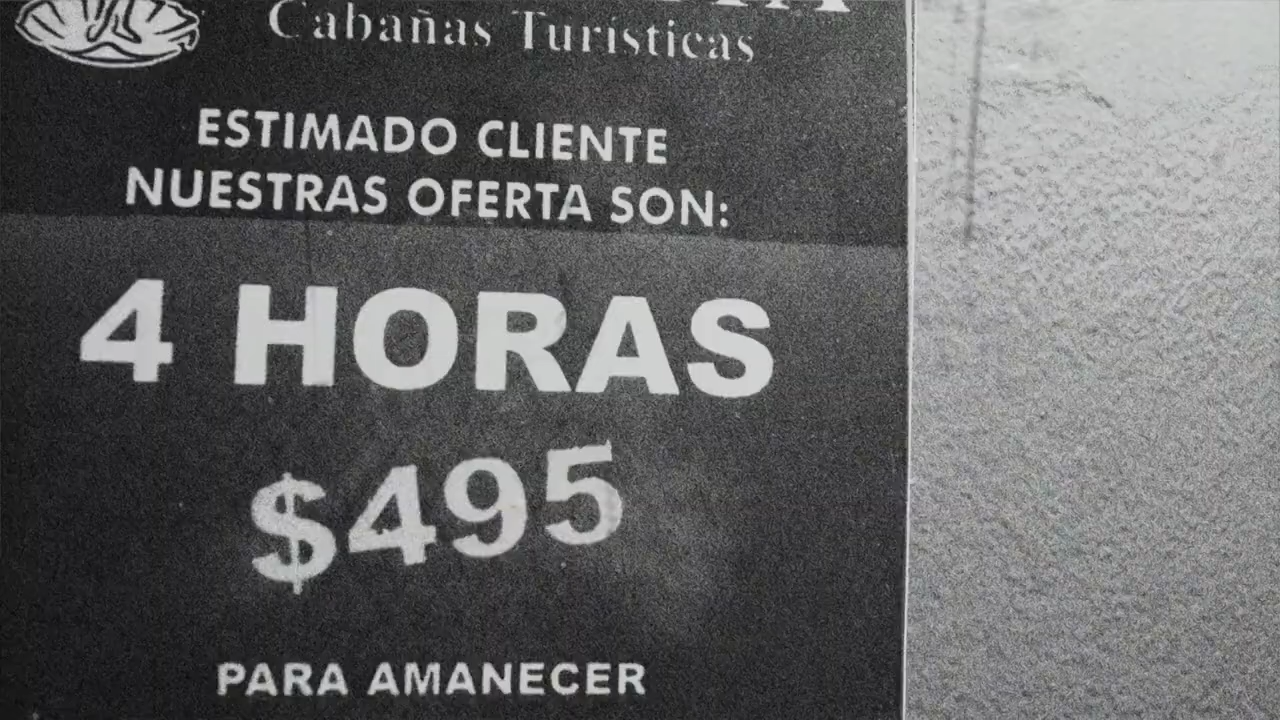 Cabañas Turísticas
ESTIMADO CLIENTE
NUESTRAS OFERTA SON:
4 HORAS
$495
PARA AMANECER